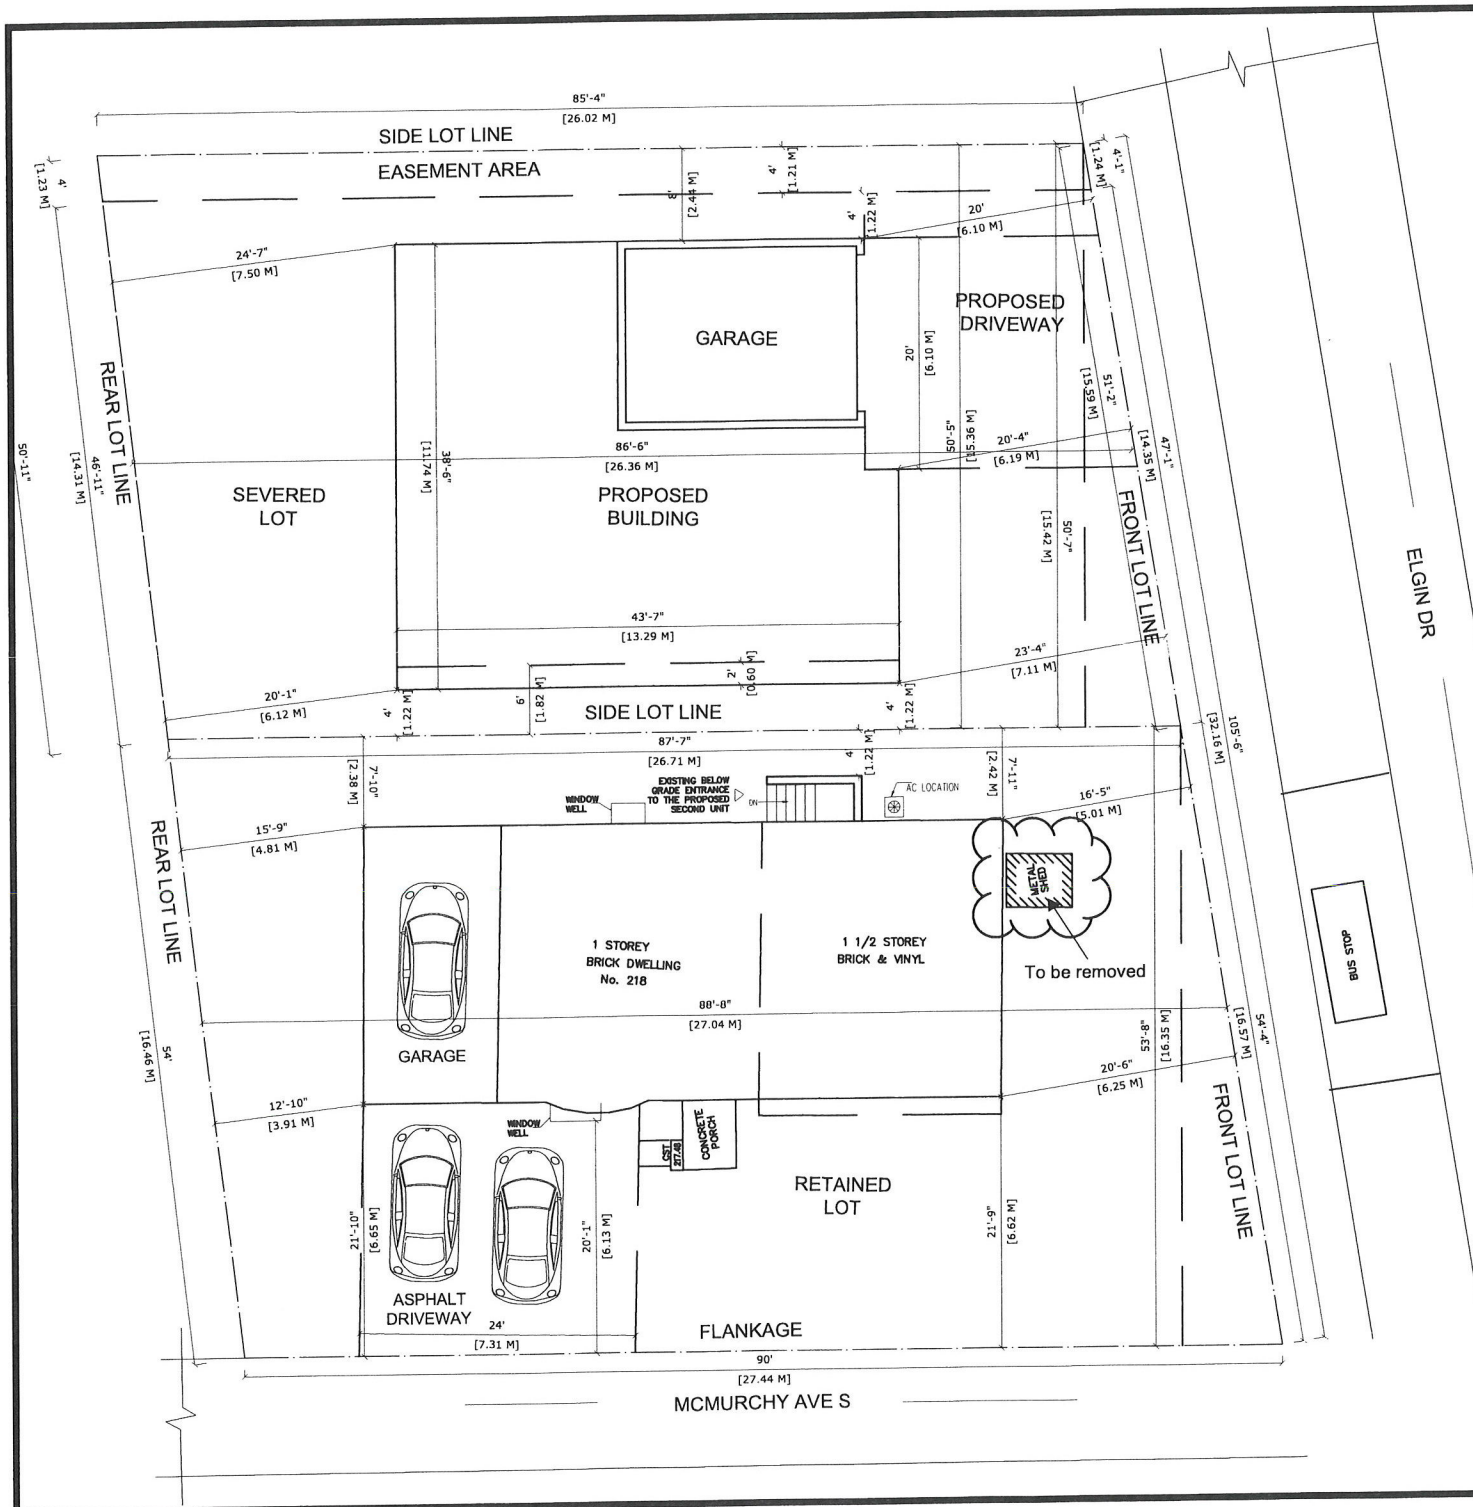 85'-4"
[26.02 M]
SIDE LOT LINE
EASEMENT AREA
4'
[1.23 M]
8'
[2.44 M]
4'
[1.21 M]
4'
[1.22 M]
20'
[6.10 M]
4'-1"
[1.24 M]
24'-7"
[7.50 M]
GARAGE
PROPOSED
DRIVEWAY
20'
[6.10 M]
REAR LOT LINE
50'-11"
46'-11"
[14.31 M]
38'-6"
[11.74 M]
86'-6"
[26.36 M]
50'-5"
[15.36 M]
51'-2"
[15.59 M]
20'-4"
[6.19 M]
47'-1"
[14.35 M]
SEVERED
LOT
PROPOSED
BUILDING
50'-7"
[15.42 M]
FRONT LOT LINE
ELGIN DR
43'-7"
[13.29 M]
2'
[0.60 M]
23'-4"
[7.11 M]
20'-1"
[6.12 M]
4'
[1.22 M]
6'
[1.82 M]
SIDE LOT LINE
4'
[1.22 M]
105'-6"
[32.16 M]
87'-7"
[26.71 M]
4'
[1.22 M]
7'-10"
[2.38 M]
7'-11"
[2.42 M]
WINDOW
WELL
EXISTING BELOW
GRADE ENTRANCE
TO THE PROPOSED
SECOND UNIT
DN
AC LOCATION
16'-5"
[5.01 M]
15'-9"
[4.81 M]
REAR LOT LINE
METAL
SHED
To be removed
BUS STOP
1 STOREY
BRICK DWELLING
No. 218
1 1/2 STOREY
BRICK & VINYL
88'-8"
[27.04 M]
GARAGE
54'
[16.46 M]
53'-8"
[16.35 M]
54'-4"
[16.57 M]
20'-6"
[6.25 M]
12'-10"
[3.91 M]
WINDOW
WELL
CONCRETE
PORCH
CST
217.48
FRONT LOT LINE
RETAINED
LOT
21'-10"
[6.65 M]
20'-1"
[6.13 M]
21'-9"
[6.62 M]
ASPHALT
DRIVEWAY
24'
[7.31 M]
FLANKAGE
90'
[27.44 M]
MCMURCHY AVE S